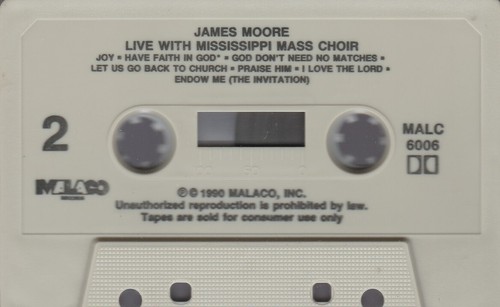 JAMES MOORE
LIVE WITH MISSISSIPPI MASS CHOIR
JOY • HAVE FAITH IN GOD* • GOD DON'T NEED NO MATCHES •
LET US GO BACK TO CHURCH • PRAISE HIM • I LOVE THE LORD •
ENDOW ME (THE INVITATION)
2
MALC
6006
MALACO
RECORDS
℗© 1990 MALACO, INC.
Unauthorized reproduction is prohibited by law.
Tapes are sold for consumer use only